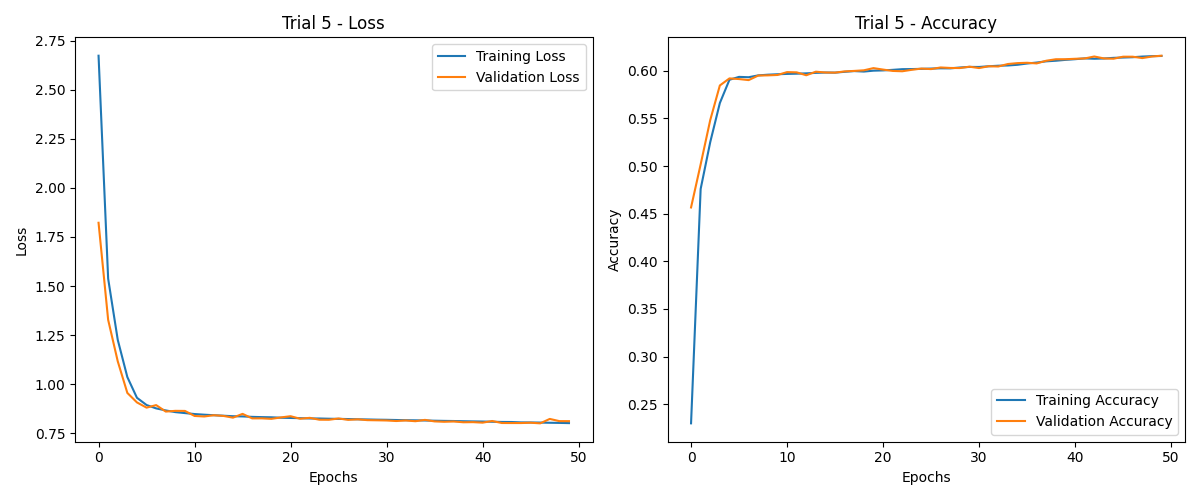 Trial 5 - Loss
2.75
2.50
2.25
2.00
1.75
1.50
1.25
1.00
0.75
Loss
0 10 20 30 40 50
Epochs
Training Loss
Validation Loss
Trial 5 - Accuracy
0.60
0.55
0.50
0.45
0.40
0.35
0.30
0.25
Accuracy
0 10 20 30 40 50
Epochs
Training Accuracy
Validation Accuracy